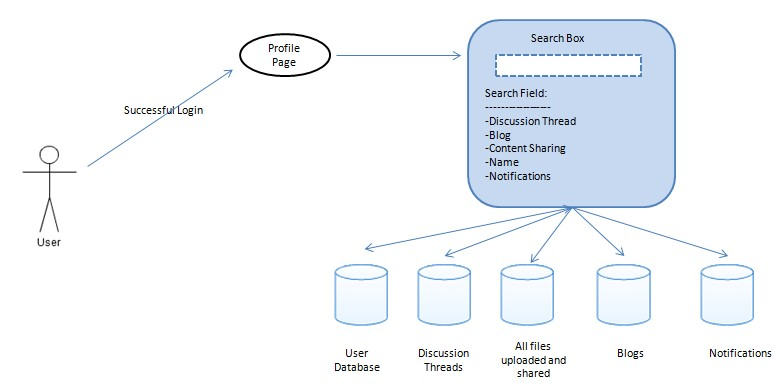 Profile
Page
Search Box
Search Field:
--------------------
-Discussion Thread
-Blog
-Content Sharing
-Name
-Notifications
Successful Login
User
User
Database
Discussion
Threads
All files
uploaded and
shared
Blogs
Notifications